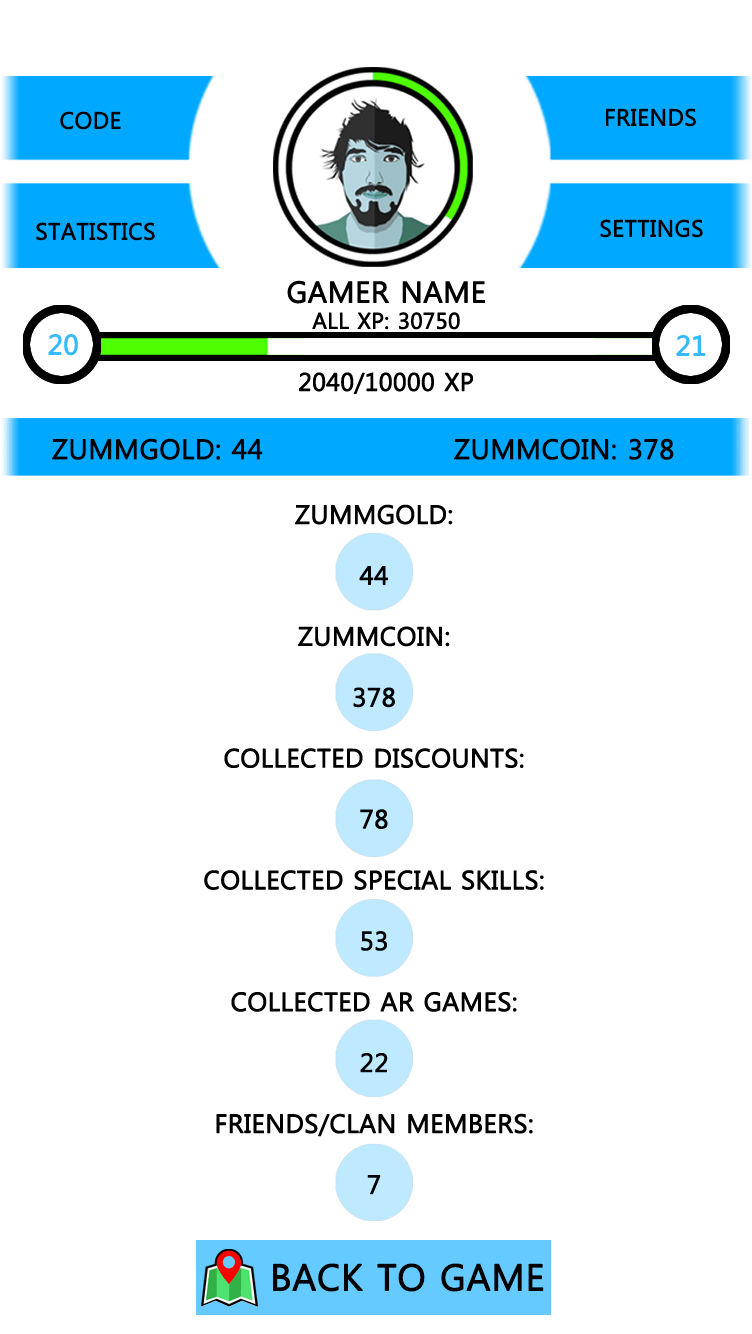 CODE
FRIENDS
STATISTICS
SETTINGS
GAMER NAME
ALL XP: 30750
20
21
2040/10000 XP
ZUMMGOLD: 44
ZUMMCOIN: 378
ZUMMGOLD:
44
ZUMMCOIN:
378
COLLECTED DISCOUNTS:
78
COLLECTED SPECIAL SKILLS:
53
COLLECTED AR GAMES:
22
FRIENDS/CLAN MEMBERS:
7
BACK TO GAME